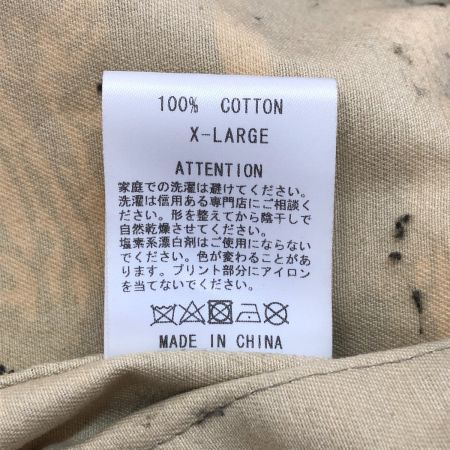 100% COTTON
X-LARGE
ATTENTION
家庭での洗濯は避けてください。
洗濯は信用ある専門店にご相談く
ださい。形を整えてから陰干しで
自然乾燥させてください。
塩素系漂白剤はご使用にならない
でください。色が変わることがあり
ます。プリント部分にアイロン
を当てないでください。
MADE IN CHINA